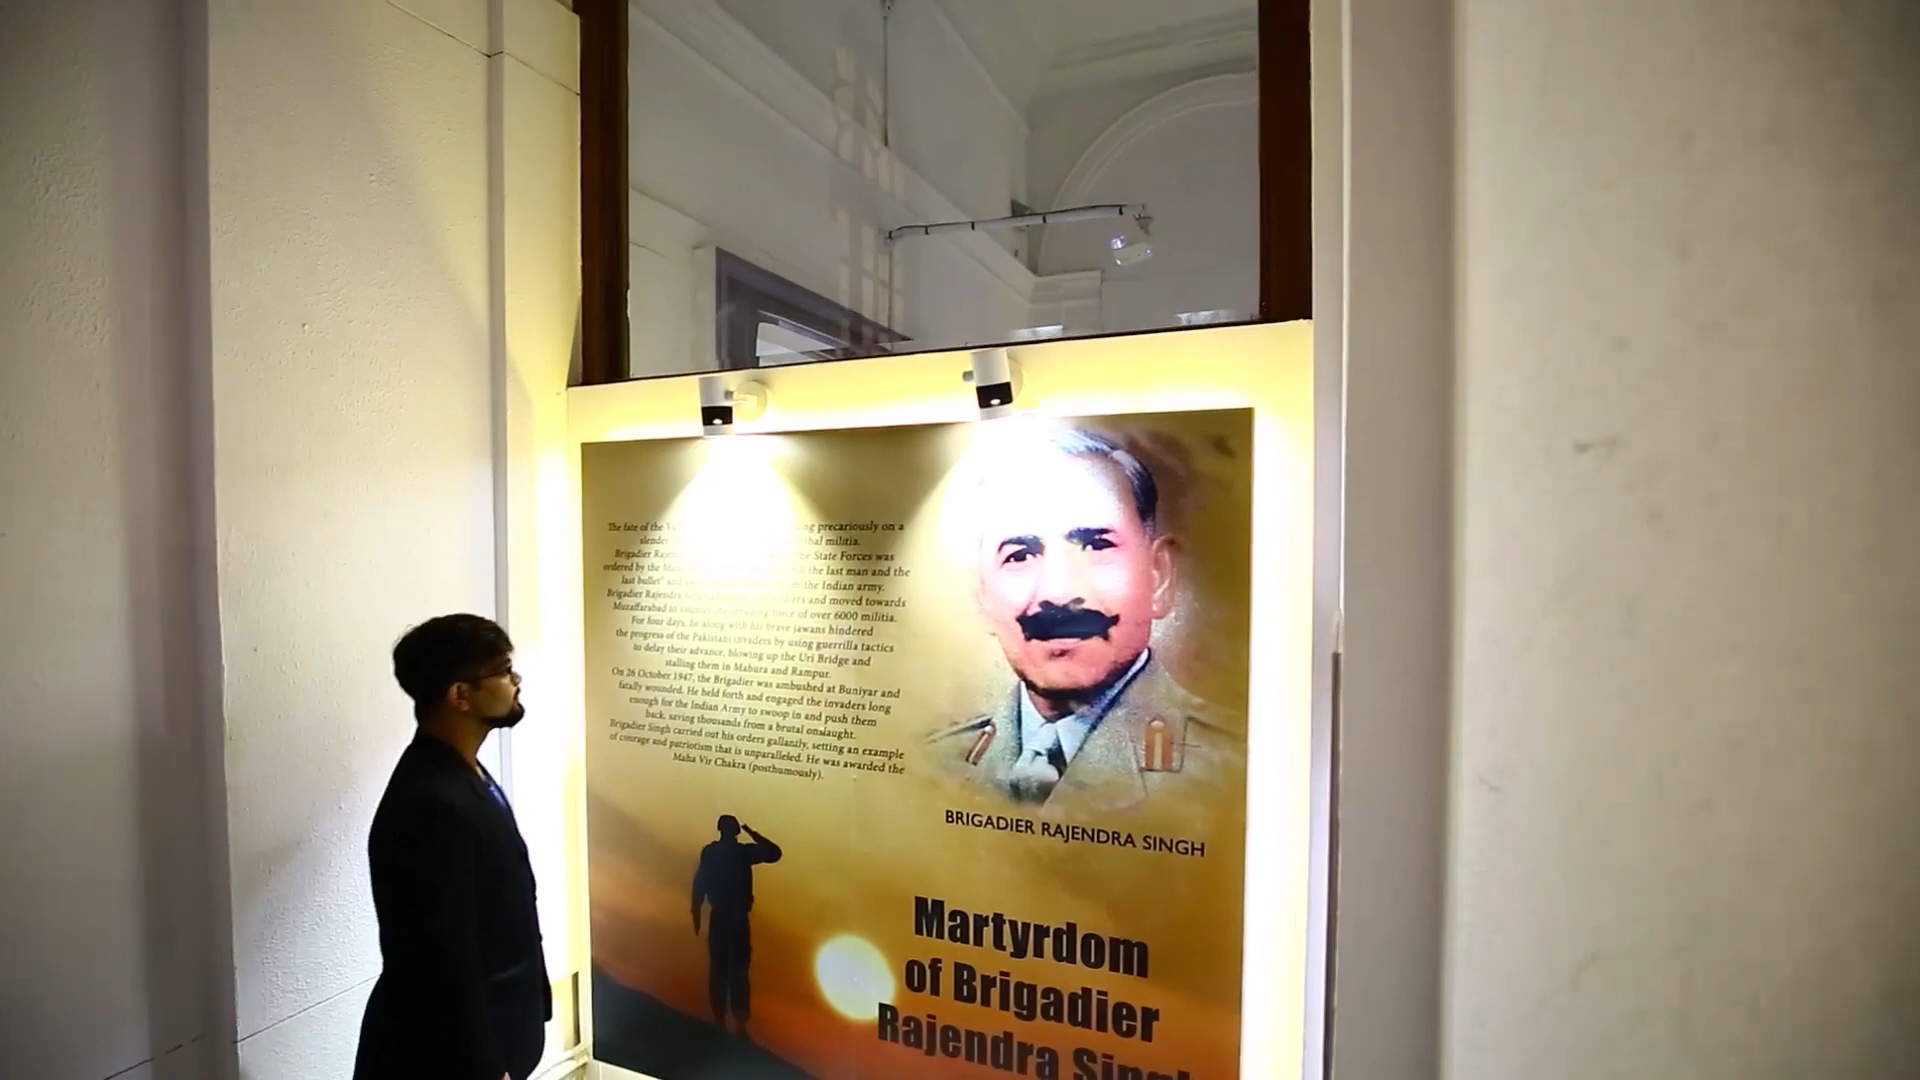 The fate of the precariously on a
slender militia.
Brigadier State Forces was
ordered by the the last man and the
last bullet" and the Indian army.
Brigadier Rajendra and moved towards
Muzaffarabad to counter the invading force of over 6000 militia.
For four days, he along with his brave jawans hindered
the progress of the Pakistani invaders by using guerrilla tactics
to delay their advance, blowing up the Uri Bridge and
stalling them in Mahura and Rampur.
On 26 October 1947, the Brigadier was ambushed at Buniyar and
fatally wounded. He held forth and engaged the invaders long
enough for the Indian Army to swoop in and push them
back, saving thousands from a brutal onslaught.
Brigadier Singh carried out his orders gallantly, setting an example
of courage and patriotism that is unparalleled. He was awarded the
Maha Vir Chakra (posthumously).
BRIGADIER RAJENDRA SINGH
Martyrdom
of Brigadier
Rajendra Singh